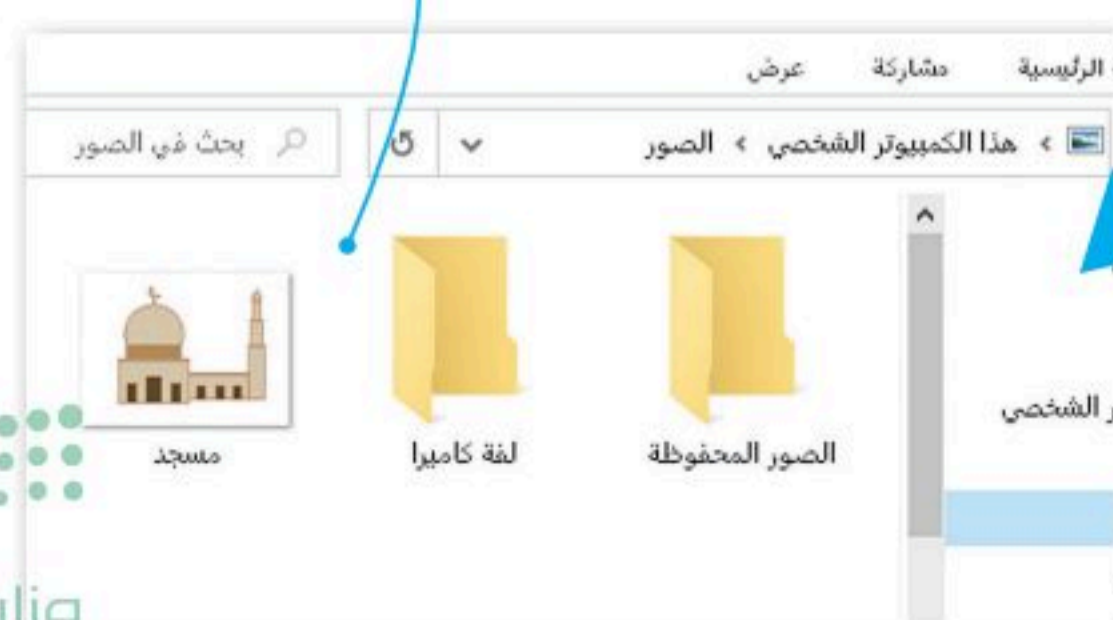 الرئيسية مشاركة عرض
هذا الكمبيوتر الشخصي › الصور
بحث في الصور
الشخصي
الصور المحفوظة
لفة كاميرا
مسجد